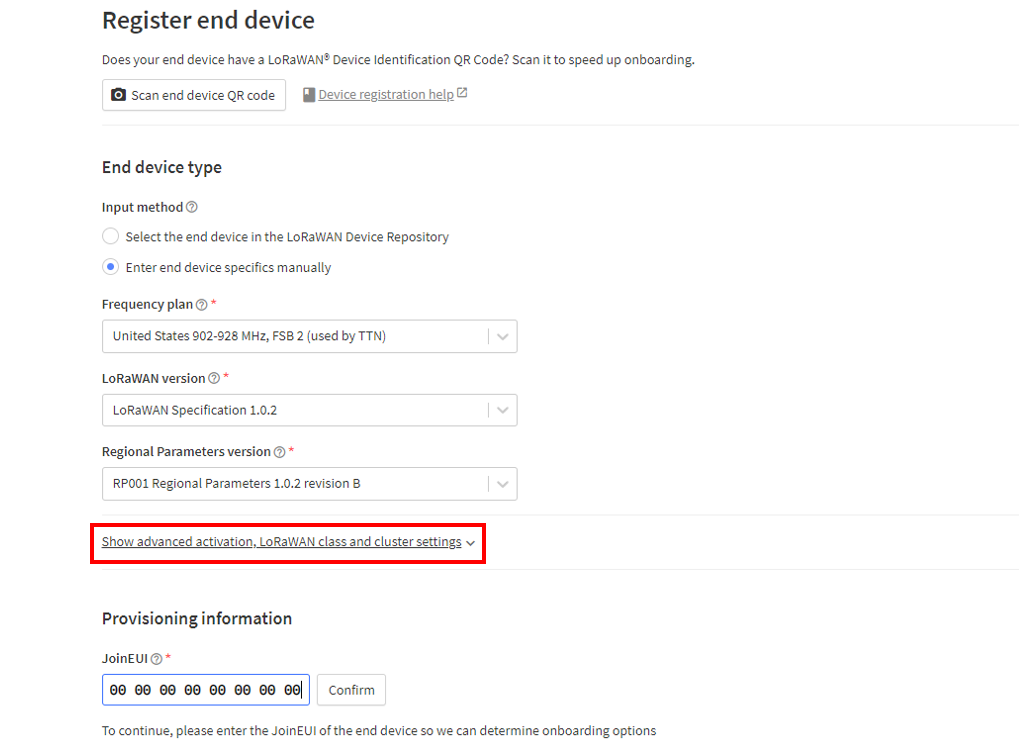 Register end device
Does your end device have a LoRaWAN® Device Identification QR Code? Scan it to speed up onboarding.
Scan end device QR code
Device registration help
End device type
Input method
Select the end device in the LoRaWAN Device Repository
Enter end device specifics manually
Frequency plan *
United States 902-928 MHz, FSB 2 (used by TTN)
LoRaWAN version *
LoRaWAN Specification 1.0.2
Regional Parameters version *
RP001 Regional Parameters 1.0.2 revision B
Show advanced activation, LoRaWAN class and cluster settings
Provisioning information
JoinEUI *
00 00 00 00 00 00 00 00
Confirm
To continue, please enter the JoinEUI of the end device so we can determine onboarding options